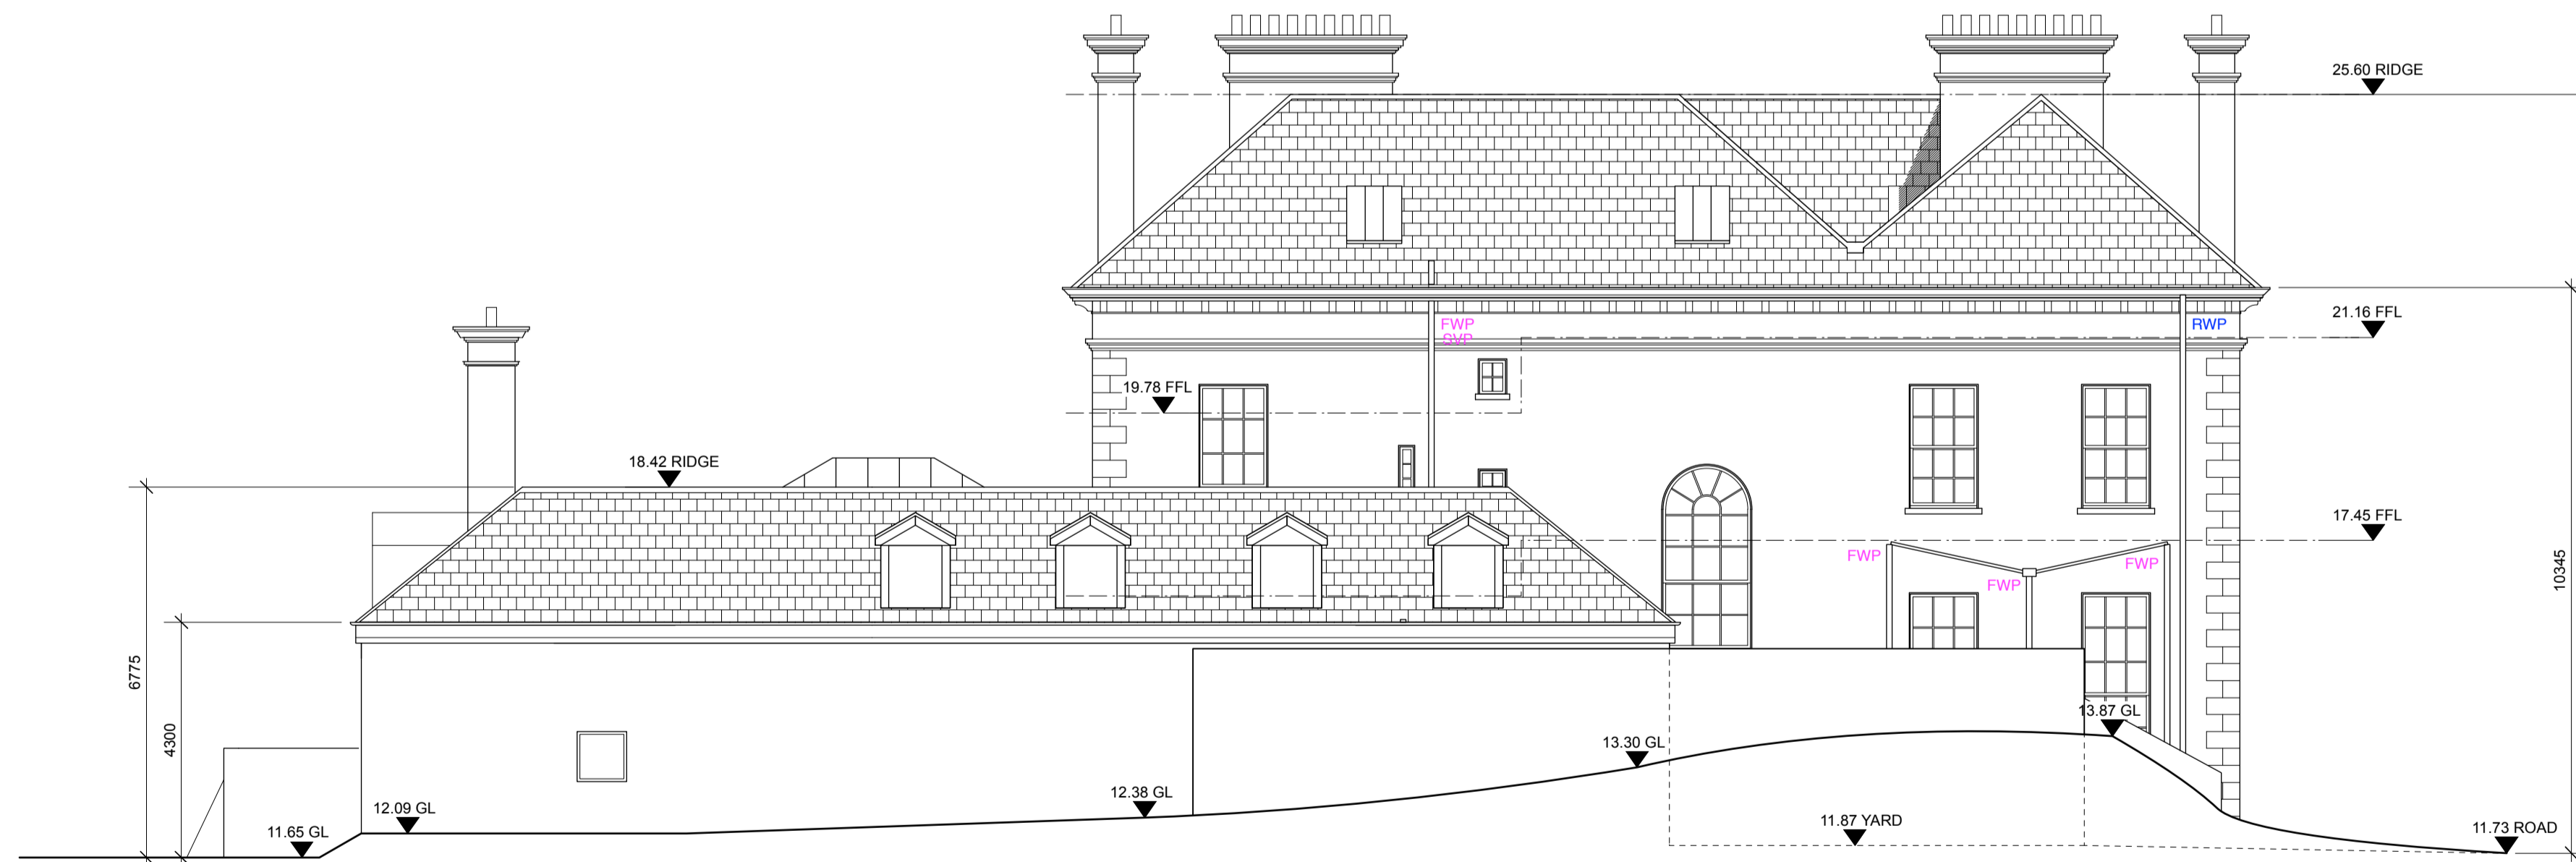 25.60 RIDGE
21.16 FFL
FWP
SVP
RWP
19.78 FFL
18.42 RIDGE
17.45 FFL
FWP
FWP
FWP
10345
6775
4300
13.87 GL
13.30 GL
12.38 GL
12.09 GL
11.65 GL
11.87 YARD
11.73 ROAD